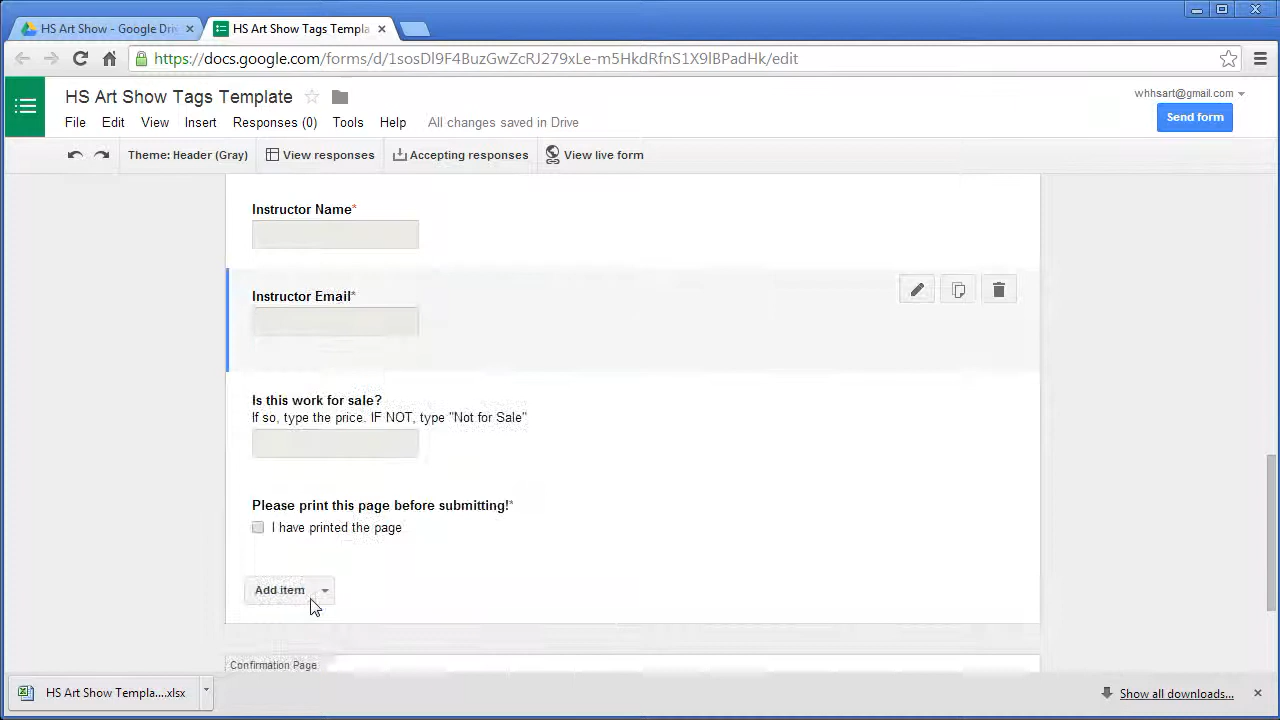 HS Art Show - Google Dri
HS Art Show Tags Templa
https://docs.google.com/forms/d/1sosDl9F4BuzGwZcRJ279xLe-m5HkdRfnS1X9lBPadHk/edit
HS Art Show Tags Template
whhsart@gmail.com
File Edit View Insert Responses (0) Tools Help All changes saved in Drive
Send form
Theme: Header (Gray) View responses Accepting responses View live form
Instructor Name*
Instructor Email*
Is this work for sale?
If so, type the price. IF NOT, type "Not for Sale"
Please print this page before submitting!*
I have printed the page
Add item
Confirmation Page
HS Art Show Templa....xlsx
Show all downloads...